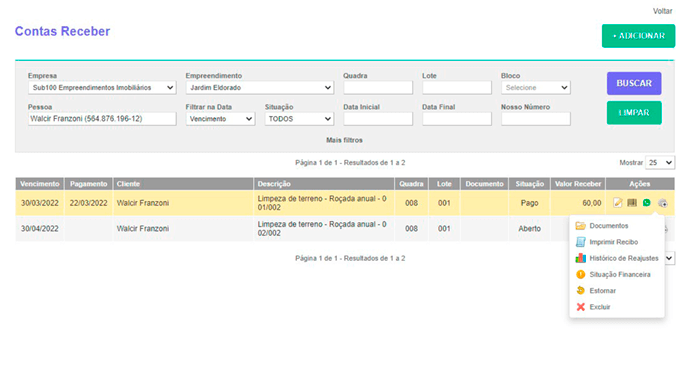 Voltar
Contas Receber
+ ADICIONAR
Empresa Empreendimento Quadra Lote Bloco
Sub100 Empreendimentos Imobiliários Jardim Eldorado Selecione
BUSCAR
Pessoa Filtrar na Data Situação Data Inicial Data Final Nosso Número
Walcir Franzoni (564.876.196-12) Vencimento TODOS
LIMPAR
Mais filtros
Página 1 de 1 - Resultados de 1 a 2
Mostrar 25
Vencimento Pagamento Cliente Descrição Quadra Lote Documento Situação Valor Receber Ações
30/03/2022 22/03/2022 Walcir Franzoni Limpeza de terreno - Roçada anual - 0 008 001 Pago 60,00
01/002
30/04/2022 Walcir Franzoni Limpeza de terreno - Roçada anual - 0 008 001 Aberto
02/002
Página 1 de 1 - Resultados de 1 a 2
Documentos
Imprimir Recibo
Histórico de Reajustes
Situação Financeira
Estornar
Excluir